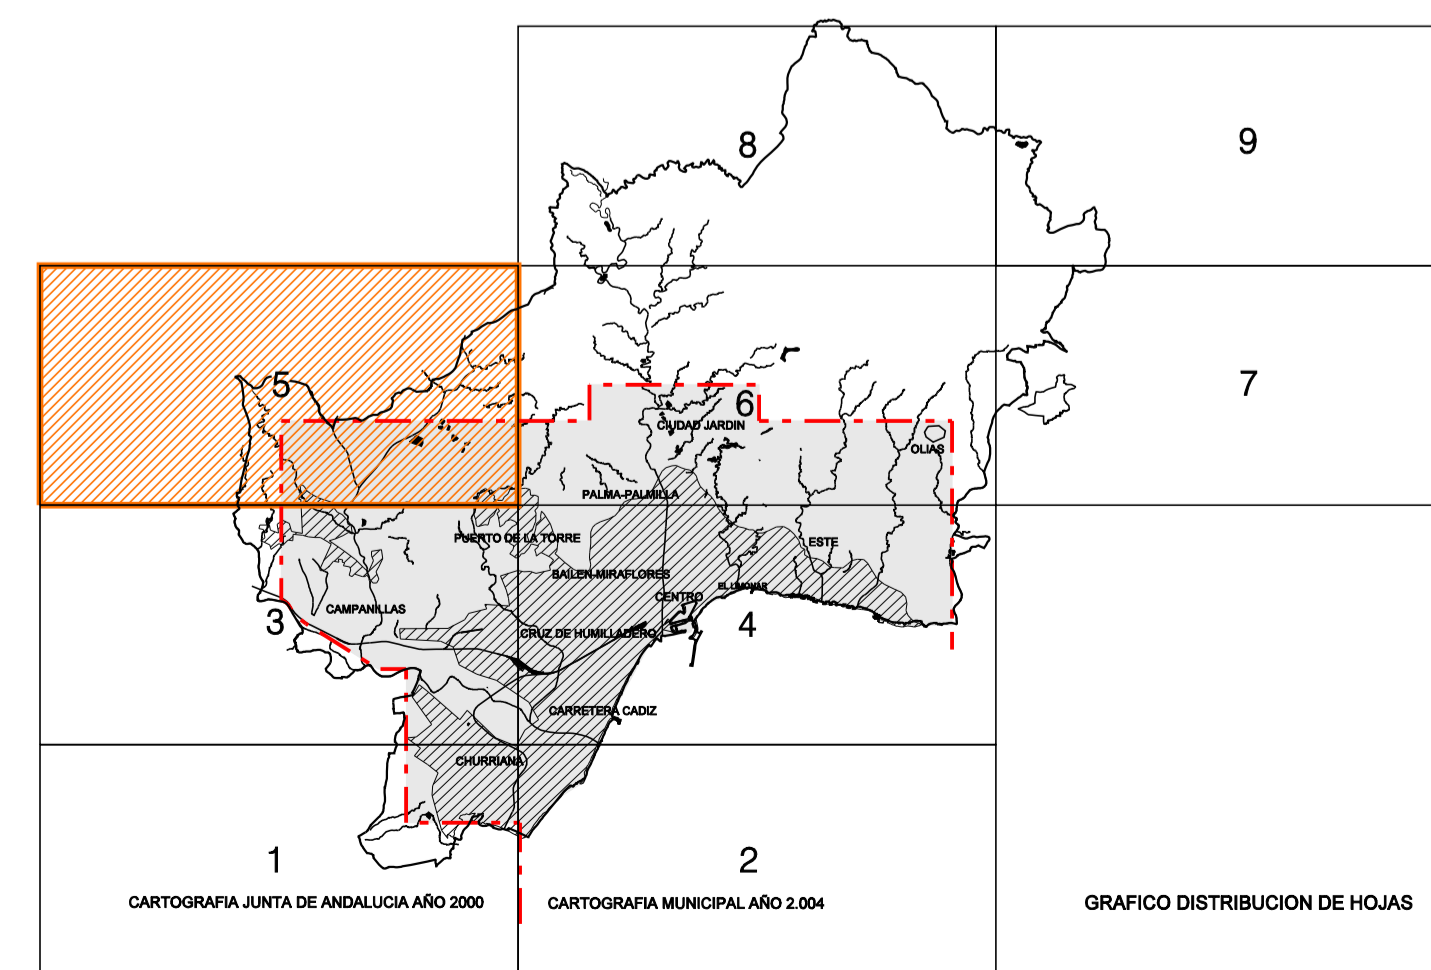 8
9
5
6
7
CIUDAD JARDIN
OLIAS
PALMA-PALMILLA
PUERTO DE LA TORRE
ESTE
BAILEN-MIRAFLORES
EL LIMONAR
CENTRO
CAMPANILLAS
3
4
CRUZ DE HUMILLADERO
CARRETERA CADIZ
CHURRIANA
1
2
CARTOGRAFIA JUNTA DE ANDALUCIA AÑO 2000
CARTOGRAFIA MUNICIPAL AÑO 2.004
GRAFICO DISTRIBUCION DE HOJAS